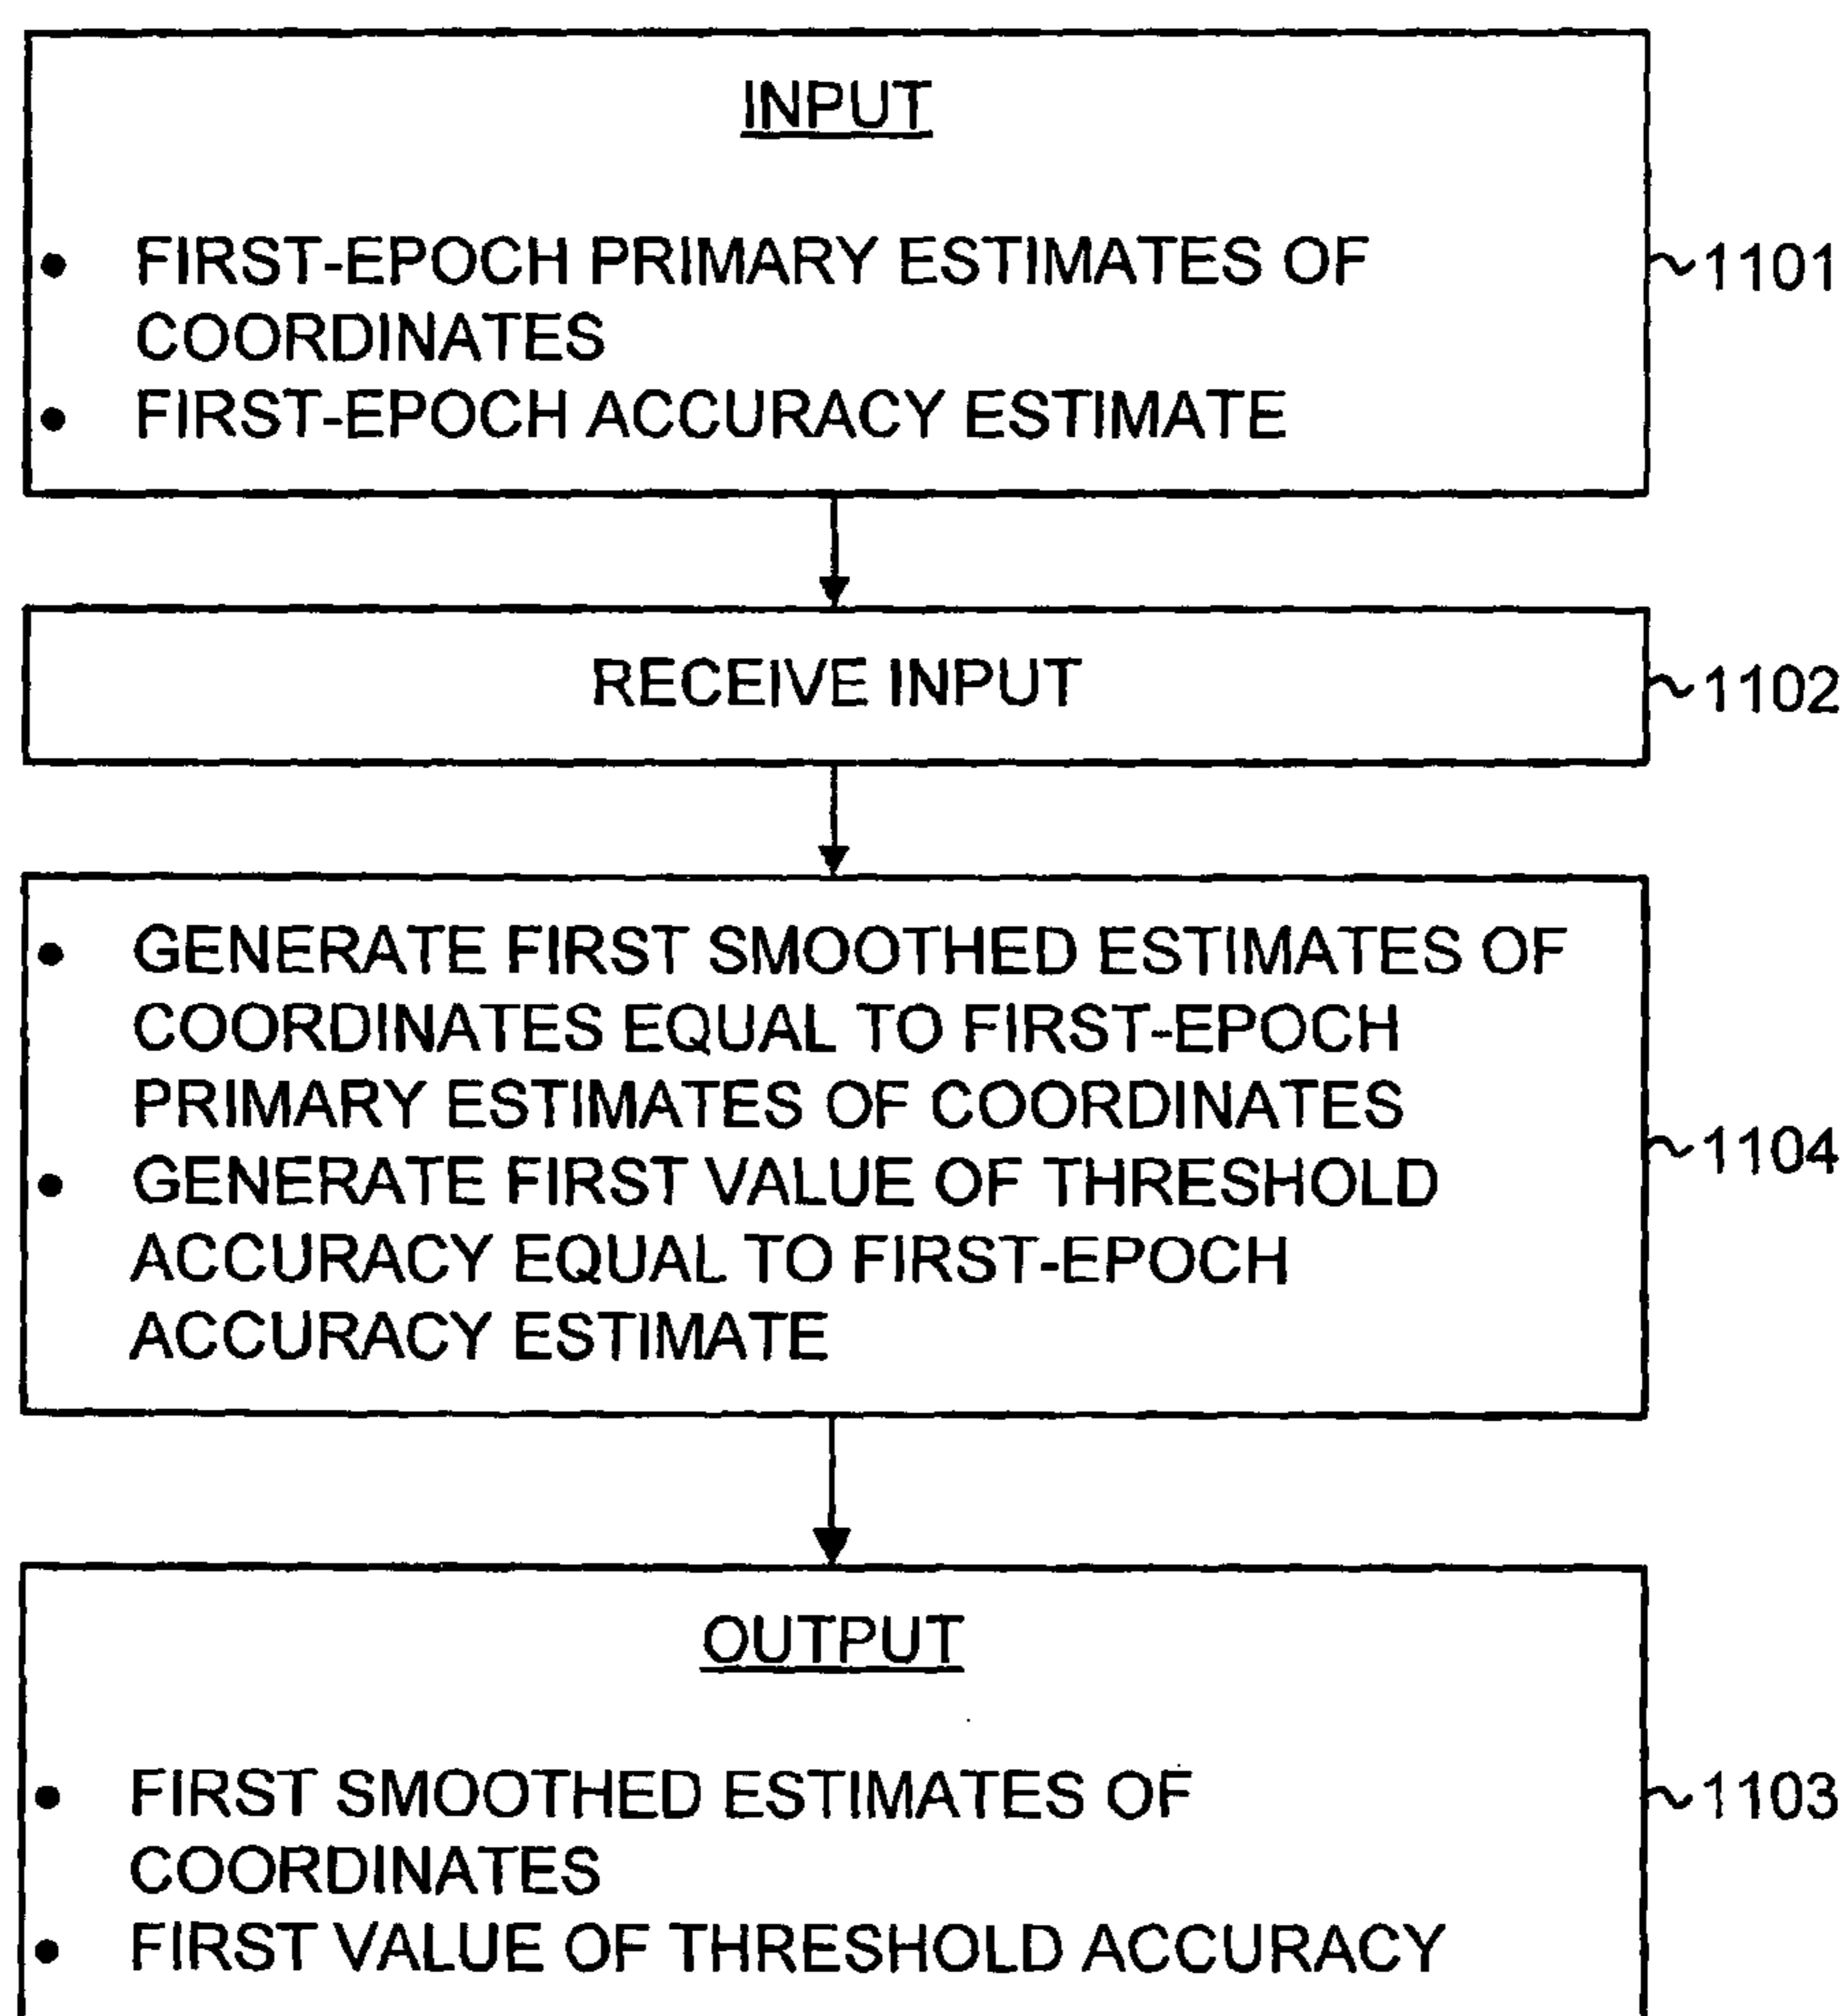 INPUT
• FIRST-EPOCH PRIMARY ESTIMATES OF
COORDINATES
• FIRST-EPOCH ACCURACY ESTIMATE
1101
RECEIVE INPUT
1102
• GENERATE FIRST SMOOTHED ESTIMATES OF
COORDINATES EQUAL TO FIRST-EPOCH
PRIMARY ESTIMATES OF COORDINATES
• GENERATE FIRST VALUE OF THRESHOLD
ACCURACY EQUAL TO FIRST-EPOCH
ACCURACY ESTIMATE
1104
OUTPUT
• FIRST SMOOTHED ESTIMATES OF
COORDINATES
• FIRST VALUE OF THRESHOLD ACCURACY
1103